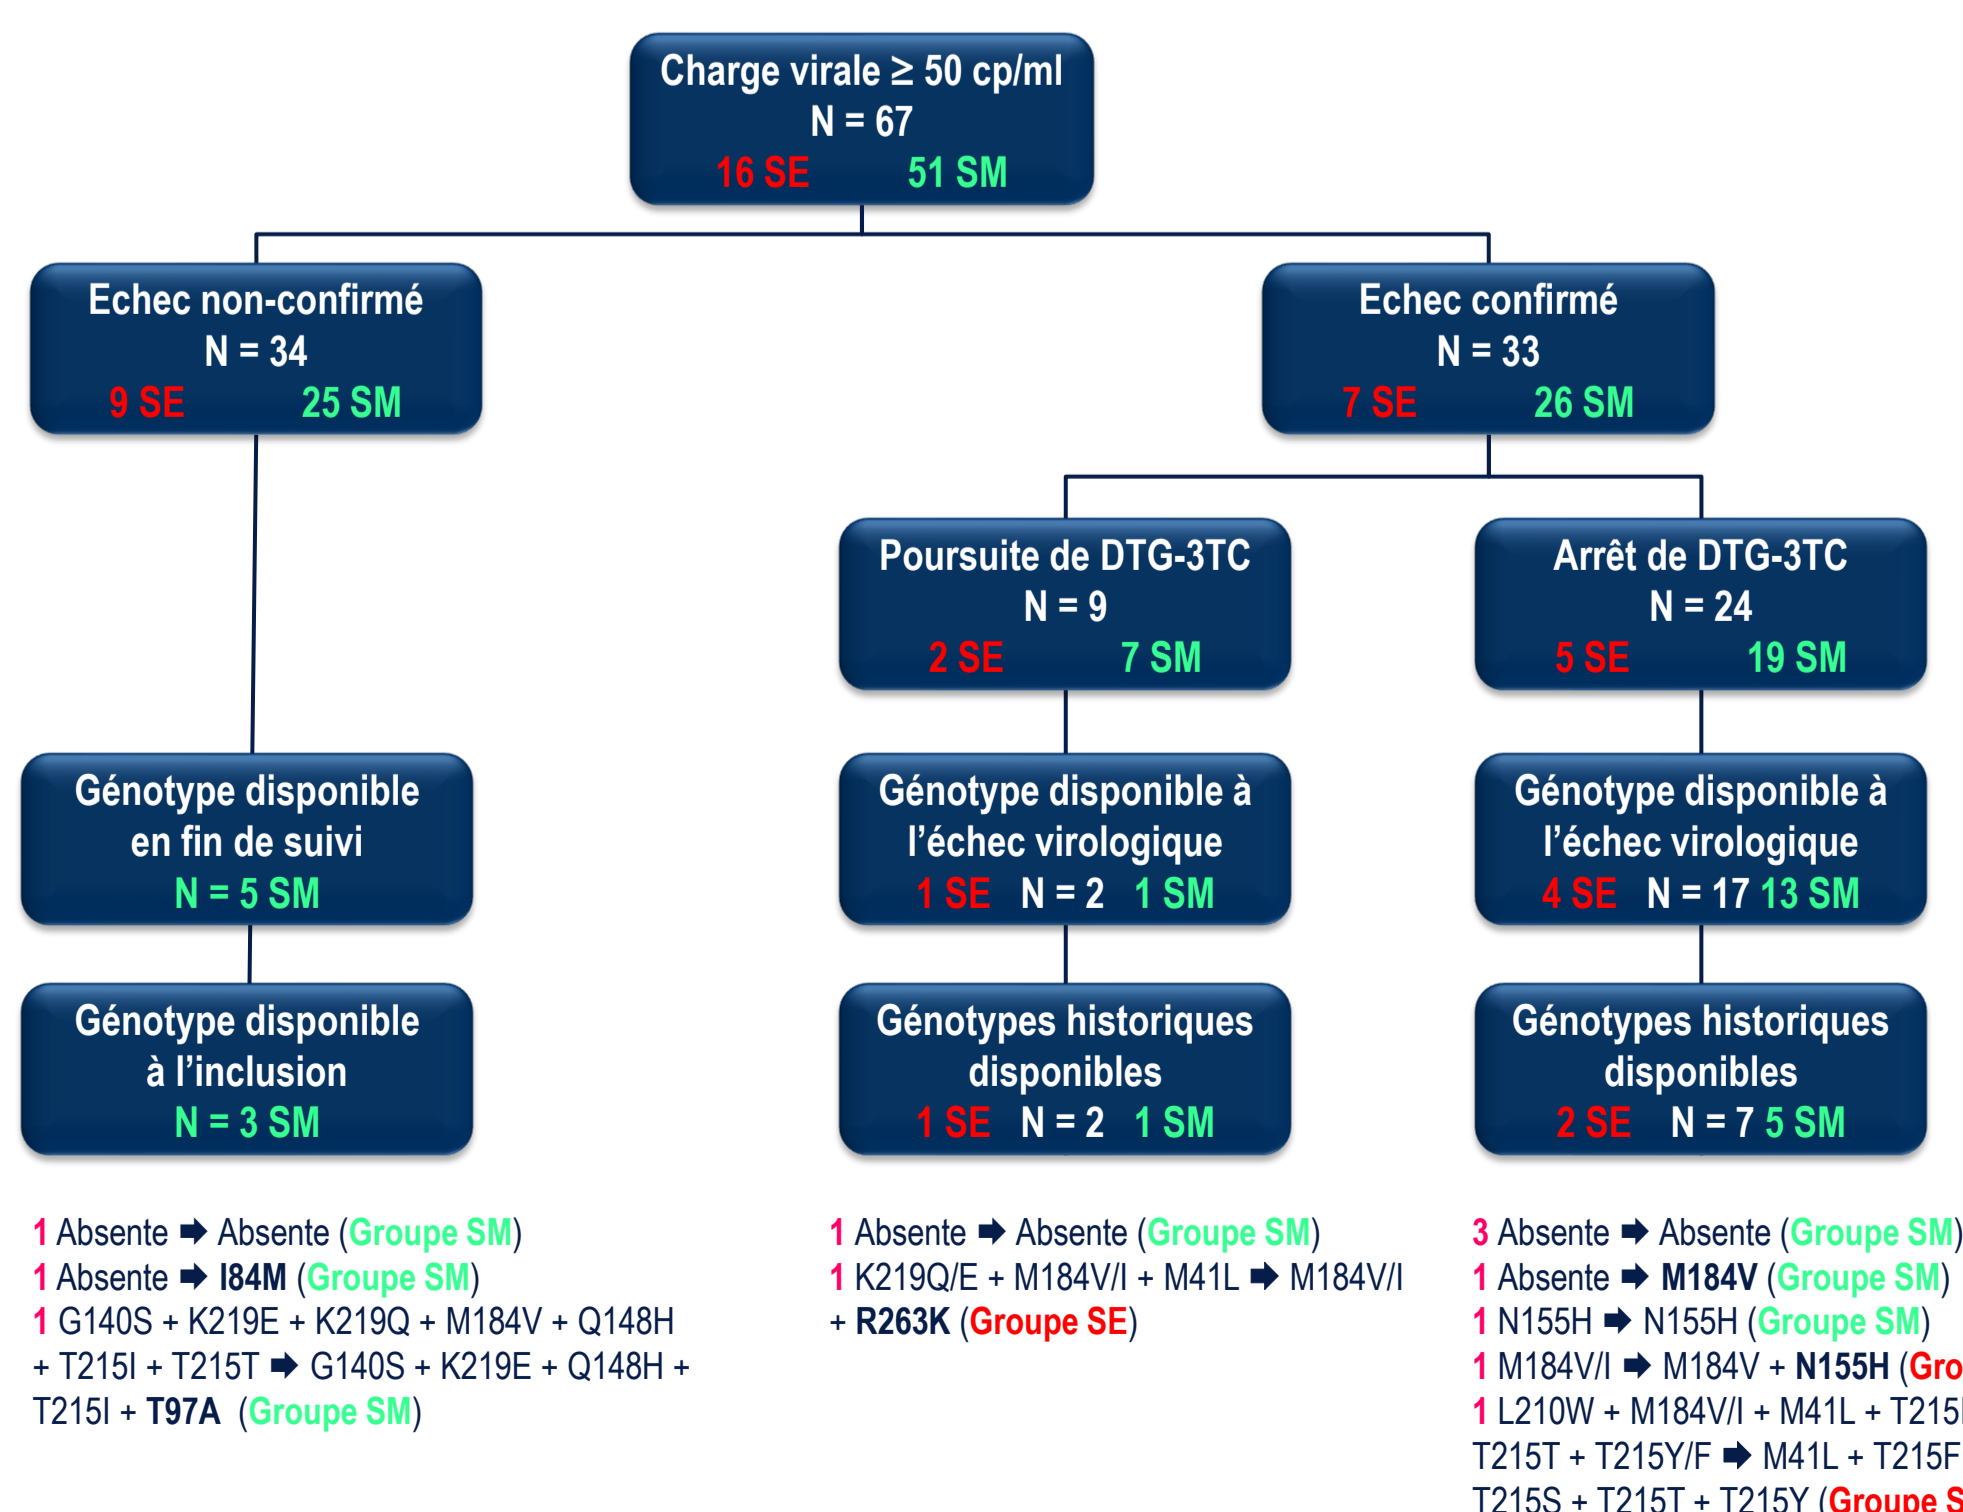 Charge virale ≥ 50 cp/ml
N = 67
16 SE 51 SM
Echec non-confirmé
N = 34
9 SE 25 SM
Echec confirmé
N = 33
7 SE 26 SM
Poursuite de DTG-3TC
N = 9
2 SE 7 SM
Arrêt de DTG-3TC
N = 24
5 SE 19 SM
Génotype disponible
en fin de suivi
N = 5 SM
Génotype disponible à
l'échec virologique
1 SE N = 2 1 SM
Génotype disponible à
l'échec virologique
4 SE N = 17 13 SM
Génotype disponible
à l'inclusion
N = 3 SM
Génotypes historiques
disponibles
1 SE N = 2 1 SM
Génotypes historiques
disponibles
2 SE N = 7 5 SM
1 Absente ➡ Absente (Groupe SM)
1 Absente ➡ I84M (Groupe SM)
1 G140S + K219E + K219Q + M184V + Q148H
+ T215I + T215T ➡ G140S + K219E + Q148H +
T215I + T97A (Groupe SM)
1 Absente ➡ Absente (Groupe SM)
1 K219Q/E + M184V/I + M41L ➡ M184V/I
+ R263K (Groupe SE)
3 Absente ➡ Absente (Groupe SM)
1 Absente ➡ M184V (Groupe SM)
1 N155H ➡ N155H (Groupe SM)
1 M184V/I ➡ M184V + N155H (
1 L210W + M184V/I + M41L +
T215T + T215Y/F ➡ M41L + T215F
T215S + T215T + T215Y (Groupe